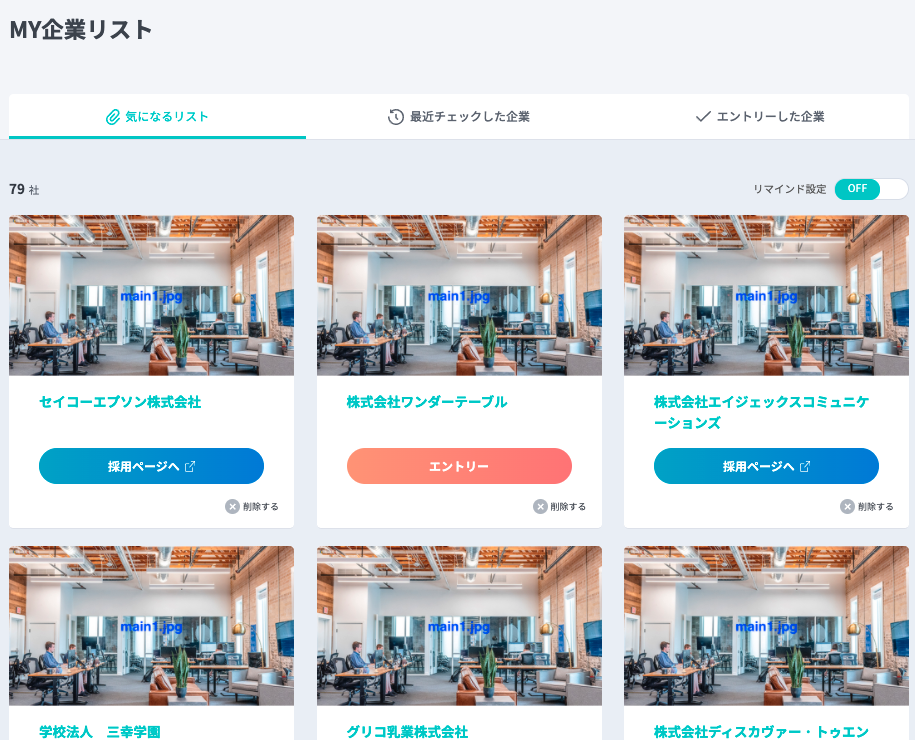 MY企業リスト
気になるリスト
最近チェックした企業
エントリーした企業
79 社
リマインド設定
OFF
main1.jpg
main1.jpg
main1.jpg
セイコーエプソン株式会社
株式会社ワンダーテーブル
株式会社エイジェックスコミュニケ
ーションズ
採用ページへ
エントリー
採用ページへ
削除する
削除する
削除する
main1.jpg
main1.jpg
main1.jpg
学校法人　三幸学園
グリコ乳業株式会社
株式会社ディスカヴァー・トゥエン